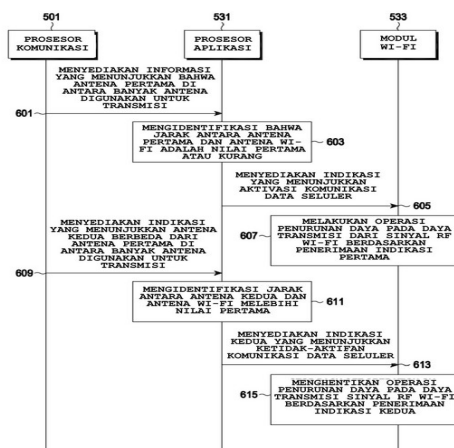 501
531
533
PROSESOR
KOMUNIKASI
PROSESOR
APLIKASI
MODUL
WI-FI
MENYEDIAKAN INFORMASI
YANG MENUNJUKKAN BAHWA
ANTENA PERTAMA DI
ANTARA BANYAK ANTENA
DIGUNAKAN UNTUK
TRANSMISI
601
MENGIDENTIFIKASI BAHWA
JARAK ANTARA ANTENA
PERTAMA DAN ANTENA WI-
FI ADALAH NILAI PERTAMA
ATAU KURANG
603
MENYEDIAKAN INDIKASI
YANG MENUNJUKKAN
AKTIVASI KOMUNIKASI
DATA SELULER
605
607
MELAKUKAN OPERASI
PENURUNAN DAYA PADA DAYA
TRANSMISI DARI SINYAL RF
WI-FI BERDASARKAN
PENERIMAAN INDIKASI
PERTAMA
MENYEDIAKAN INDIKASI
YANG MENUNJUKKAN ANTENA
KEDUA BERBEDA DARI
ANTENA PERTAMA DI
ANTARA BANYAK ANTENA
DIGUNAKAN UNTUK
TRANSMISI
609
MENGIDENTIFIKASI JARAK
ANTARA ANTENA KEDUA DAN
ANTENA WI-FI MELEBIHI
NILAI PERTAMA
611
MENYEDIAKAN INDIKASI
KEDUA YANG MENUNJUKKAN
KETIDAK-AKTIFAN
KOMUNIKASI DATA SELULER
613
615
MENGHENTIKAN OPERASI
PENURUNAN DAYA PADA DAYA
TRANSMISI SINYAL RF WI-FI
BERDASARKAN PENERIMAAN
INDIKASI KEDUA